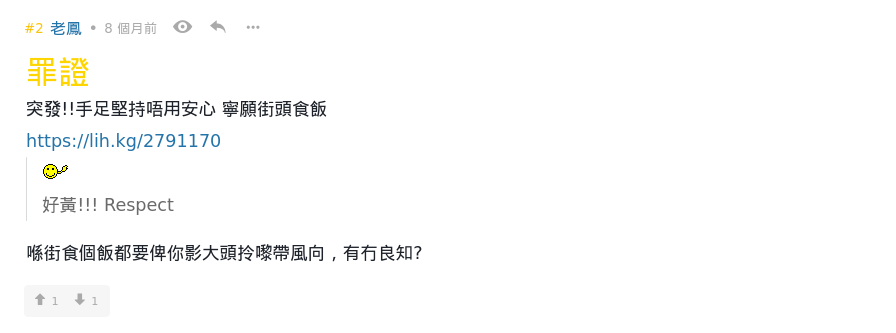 #2 老鳳 • 8 個月前
罪證
突發!!手足堅持唔用安心 寧願街頭食飯
https://lih.kg/2791170
好黃!!! Respect
喺街食個飯都要俾你影大頭拎嚟帶風向，有冇良知?
1 1